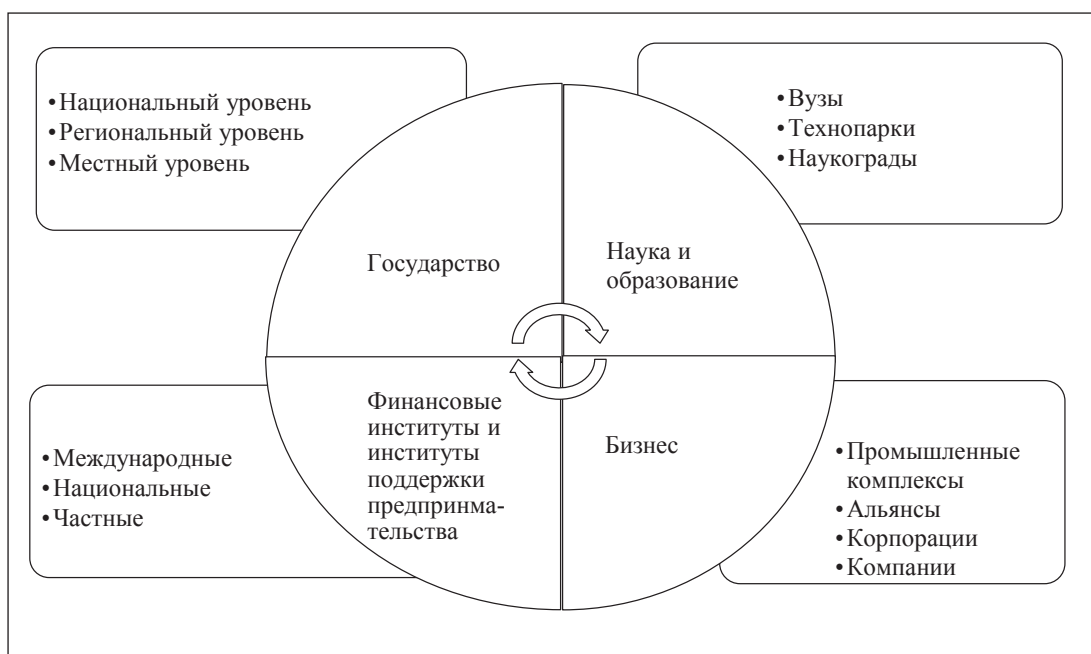 •Национальный уровень
•Региональный уровень
•Местный уровень
•Вузы
•Технопарки
•Наукограды
Государство
Наука и
образование
Финансовые
институты и
институты
поддержки
предпринма-
тельства
Бизнес
•Международные
•Национальные
•Частные
•Промышленные
комплексы
•Альянсы
•Корпорации
•Компании